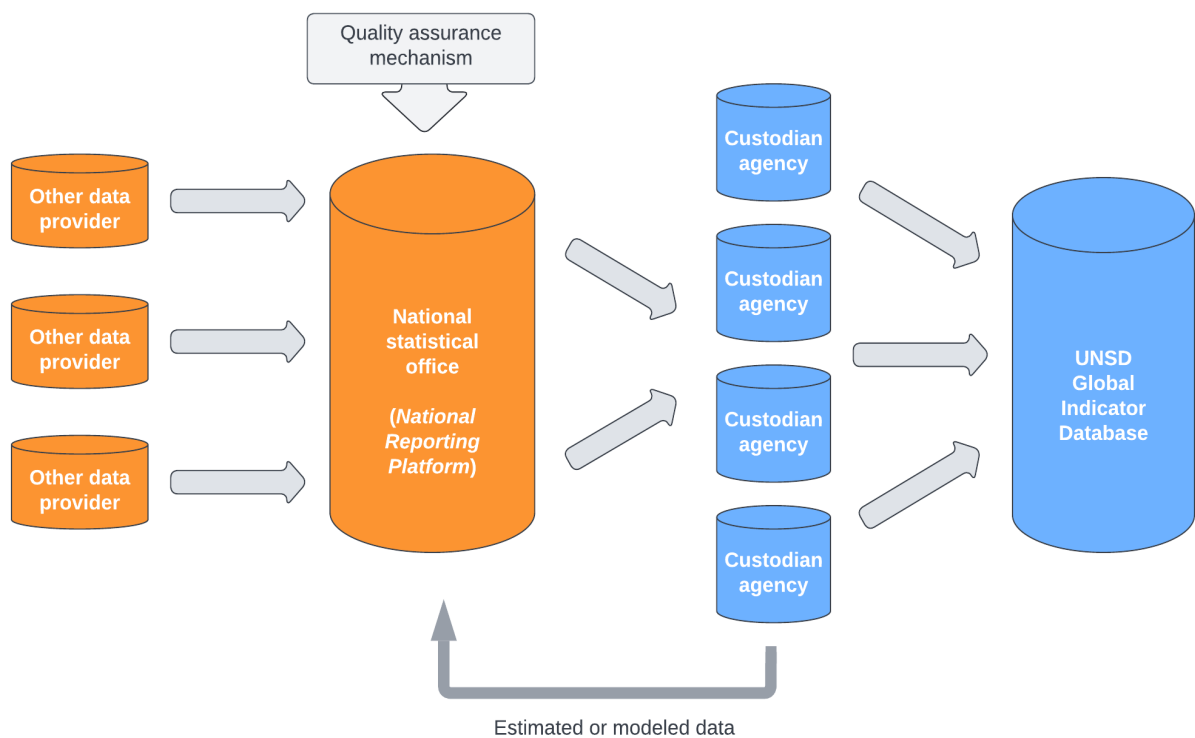 Quality assurance
mechanism
Other data
provider
Other data
provider
Other data
provider
National
statistical
office
(National
Reporting
Platform)
Custodian
agency
Custodian
agency
Custodian
agency
Custodian
agency
UNSD
Global
Indicator
Database
Estimated or modeled data